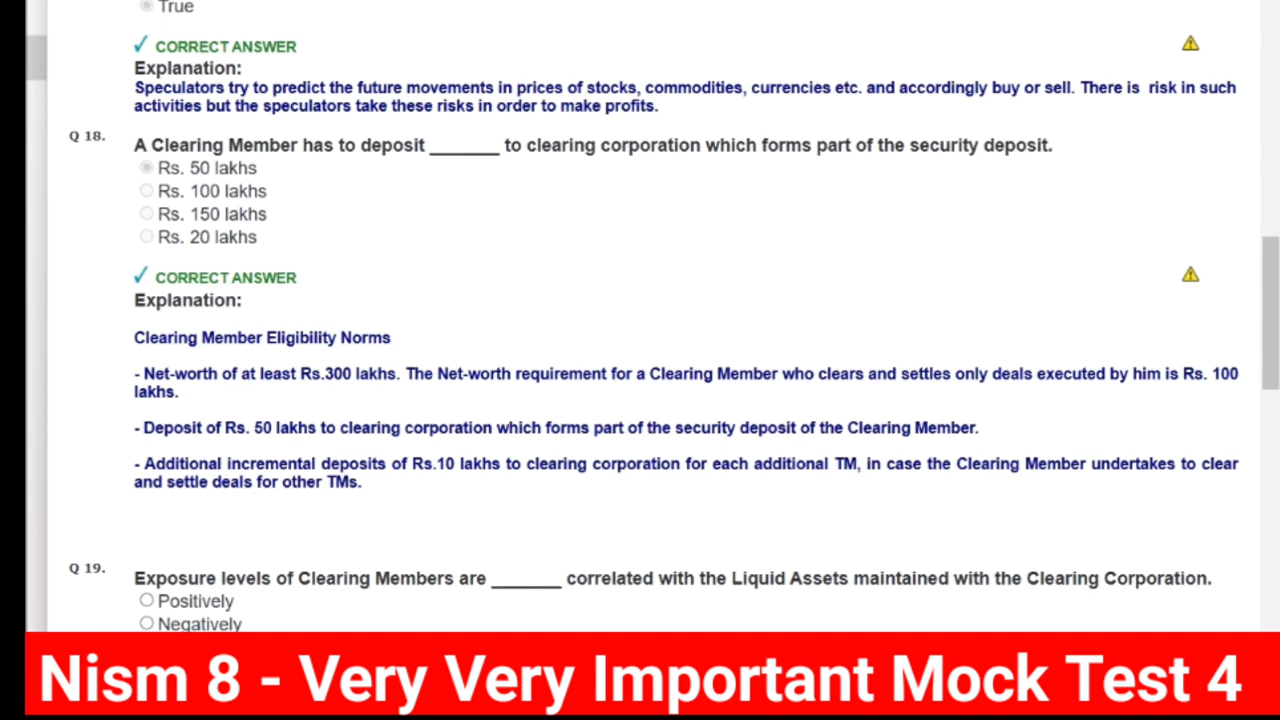 True
✓ CORRECT ANSWER
Explanation:
Speculators try to predict the future movements in prices of stocks, commodities, currencies etc. and accordingly buy or sell. There is risk in such
activities but the speculators take these risks in order to make profits.
Q 18.
A Clearing Member has to deposit _______ to clearing corporation which forms part of the security deposit.
Rs. 50 lakhs
Rs. 100 lakhs
Rs. 150 lakhs
Rs. 20 lakhs
✓ CORRECT ANSWER
Explanation:
Clearing Member Eligibility Norms
- Net-worth of at least Rs.300 lakhs. The Net-worth requirement for a Clearing Member who clears and settles only deals executed by him is Rs. 100
lakhs.
- Deposit of Rs. 50 lakhs to clearing corporation which forms part of the security deposit of the Clearing Member.
- Additional incremental deposits of Rs.10 lakhs to clearing corporation for each additional TM, in case the Clearing Member undertakes to clear
and settle deals for other TMs.
Q 19.
Exposure levels of Clearing Members are _______ correlated with the Liquid Assets maintained with the Clearing Corporation.
Positively
Negatively
Nism 8 - Very Very Important Mock Test 4